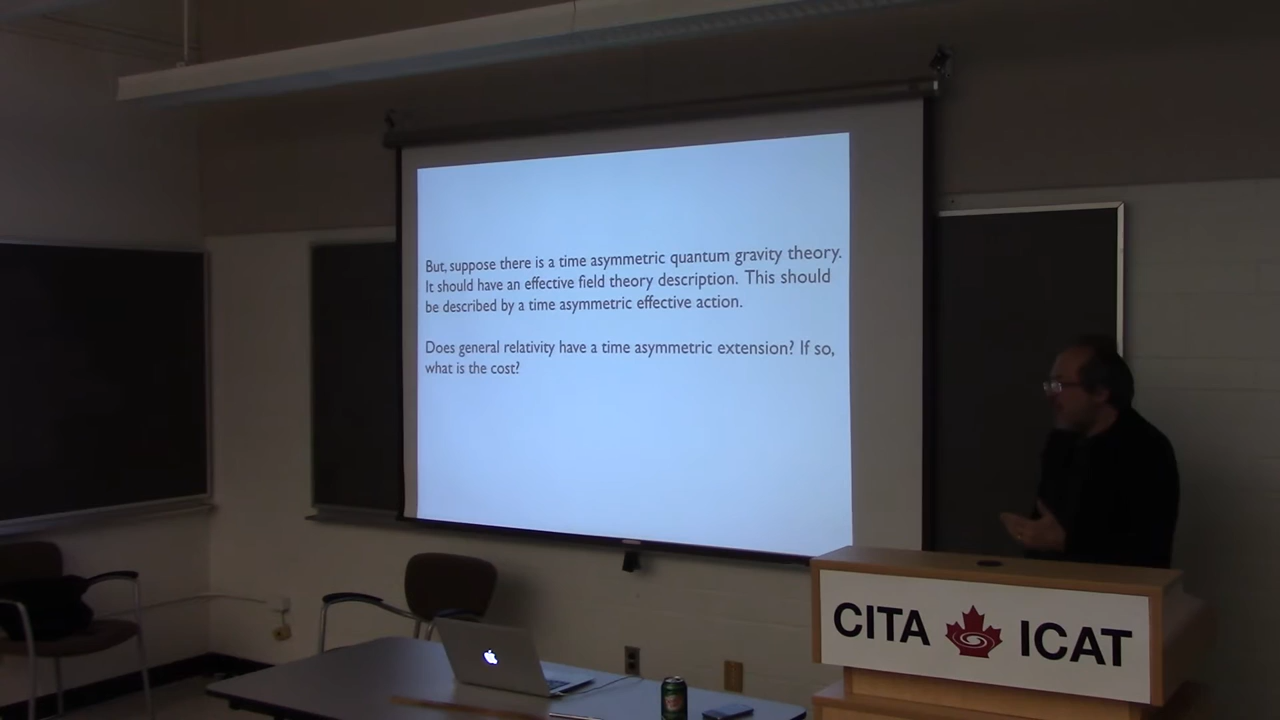 But, suppose there is a time asymmetric quantum gravity theory.
It should have an effective field theory description. This should
be described by a time asymmetric effective action.
Does general relativity have a time asymmetric extension? If so,
what is the cost?
CITA ICAT